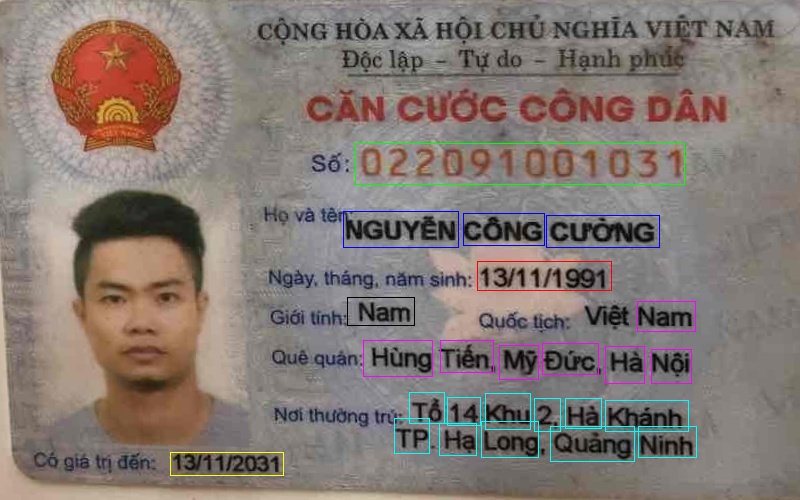 CỘNG HÒA XÃ HỘI CHỦ NGHĨA VIỆT NAM
Độc lập - Tự do - Hạnh phúc
CĂN CƯỚC CÔNG DÂN
Số: 022091001031
Họ và tên: NGUYỄN CÔNG CƯỜNG
Ngày, tháng, năm sinh: 13/11/1991
Giới tính: Nam Quốc tịch: Việt Nam
Quê quán: Hùng Tiến, Mỹ Đức, Hà Nội
Nơi thường trú: Tổ 14 Khu 2, Hà Khánh
TP. Hạ Long, Quảng Ninh
Có giá trị đến: 13/11/2031